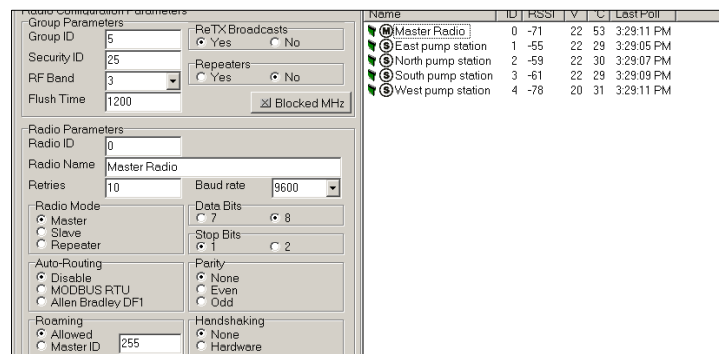 Radio Configuration Parameters
Group Parameters
Group ID 5
Security ID 25
RF Band 3
Flush Time 1200
ReTX Broadcasts
Yes No
Repeaters
Yes No
Blocked MHz
Radio Parameters
Radio ID 0
Radio Name Master Radio
Retries 10 Baud rate 9600
Radio Mode
Master
Slave
Repeater
Data Bits
7 8
Stop Bits
1 2
Auto-Routing
Disable
MODBUS RTU
Allen Bradley DF1
Parity
None
Even
Odd
Roaming
Allowed
Master ID 255
Handshaking
None
Hardware
Name ID RSSI V °C Last Poll
M Master Radio 0 -71 22 53 3:29:11 PM
S East pump station 1 -55 22 29 3:29:05 PM
S North pump station 2 -59 22 30 3:29:07 PM
S South pump station 3 -61 22 29 3:29:09 PM
S West pump station 4 -78 20 31 3:29:11 PM